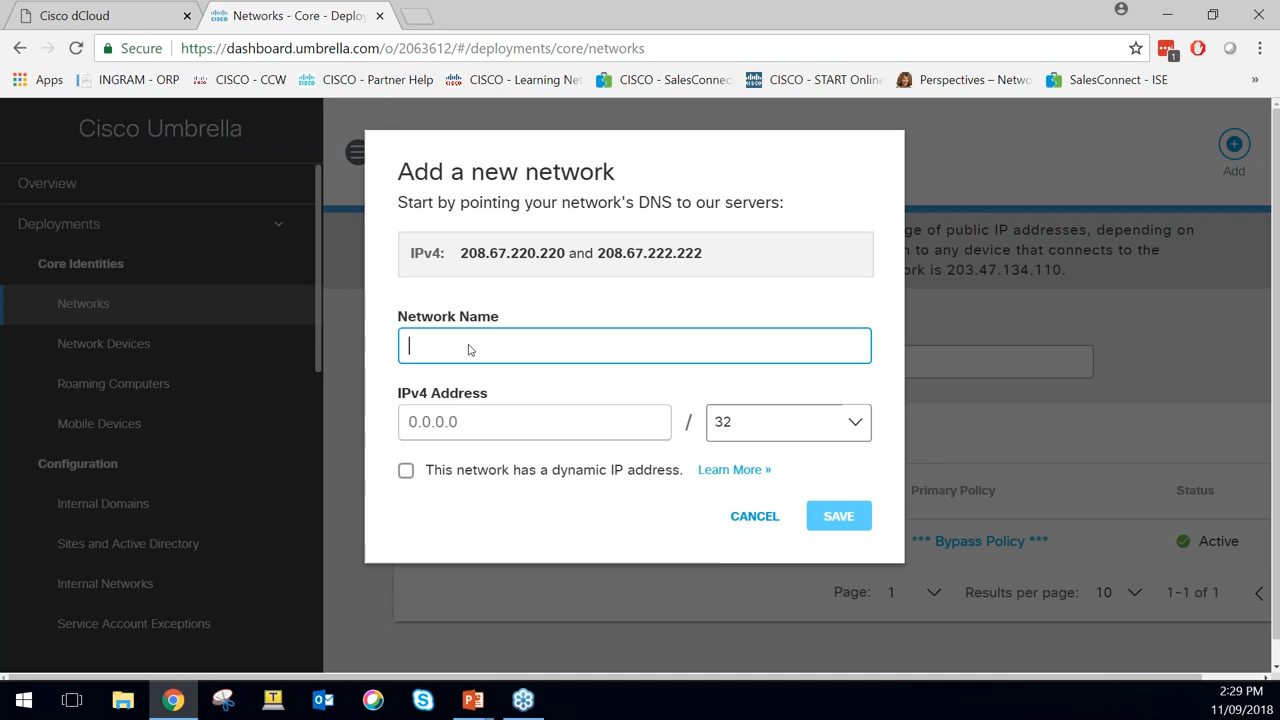 Cisco dCloud
Networks - Core - Deploy
Secure
https://dashboard.umbrella.com/o/2063612/#/deployments/core/networks
1
Apps
INGRAM - ORP
CISCO - CCW
CISCO - Partner Help
CISCO - Learning Net
CISCO - SalesConnec
CISCO - START Online
Perspectives – Netwo
SalesConnect - ISE
»
Cisco Umbrella
Overview
Deployments
Core Identities
Networks
Network Devices
Roaming Computers
Mobile Devices
Configuration
Internal Domains
Sites and Active Directory
Internal Networks
Service Account Exceptions
Add
Add a new network
Start by pointing your network's DNS to our servers:
IPv4: 208.67.220.220 and 208.67.222.222
Network Name
IPv4 Address
0.0.0.0 / 32
This network has a dynamic IP address. Learn More »
CANCEL SAVE
ge of public IP addresses, depending on
n to any device that connects to the
ork is 203.47.134.110.
Primary Policy Status
*** Bypass Policy *** Active
Page: 1 Results per page: 10 1-1 of 1
2:29 PM
11/09/2018